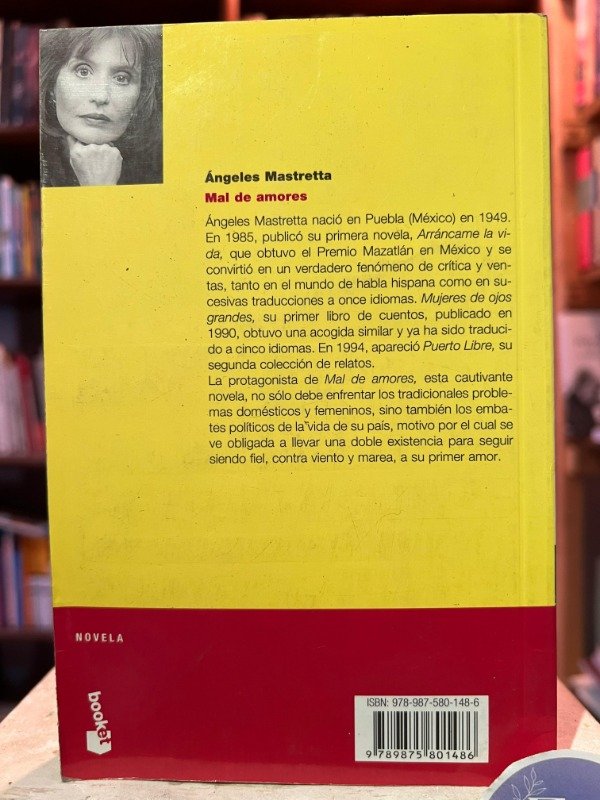 Ángeles Mastretta
Mal de amores
Ángeles Mastretta nació en Puebla (México) en 1949.
En 1985, publicó su primera novela, Arráncame la vi-
da, que obtuvo el Premio Mazatlán en México y se
convirtió en un verdadero fenómeno de crítica y ven-
tas, tanto en el mundo de habla hispana como en su-
cesivas traducciones a once idiomas. Mujeres de ojos
grandes, su primer libro de cuentos, publicado en
1990, obtuvo una acogida similar y ya ha sido traduci-
do a cinco idiomas. En 1994, apareció Puerto Libre, su
segunda colección de relatos.
La protagonista de Mal de amores, esta cautivante
novela, no sólo debe enfrentar los tradicionales proble-
mas domésticos y femeninos, sino también los emba-
tes políticos de la vida de su país, motivo por el cual se
ve obligada a llevar una doble existencia para seguir
siendo fiel, contra viento y marea, a su primer amor.
NOVELA
booket
ISBN: 978-987-580-148-6
9 789875 801486